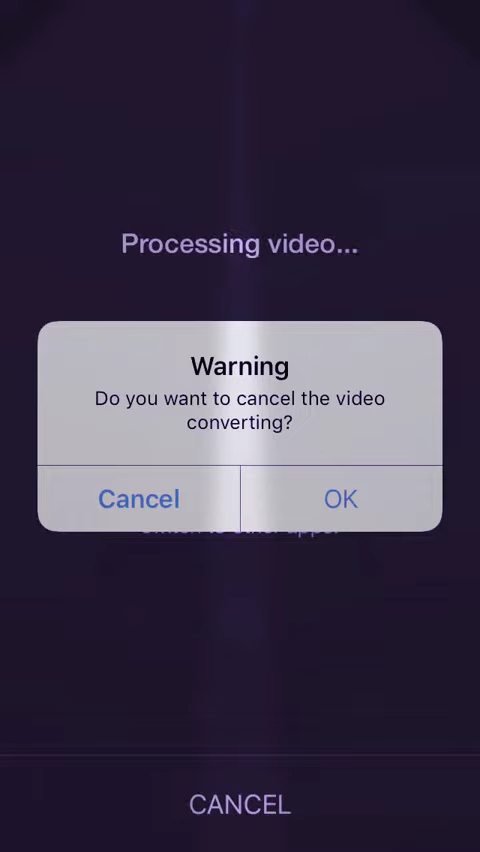 Processing video...
Warning
Do you want to cancel the video
converting?
Cancel
OK
CANCEL